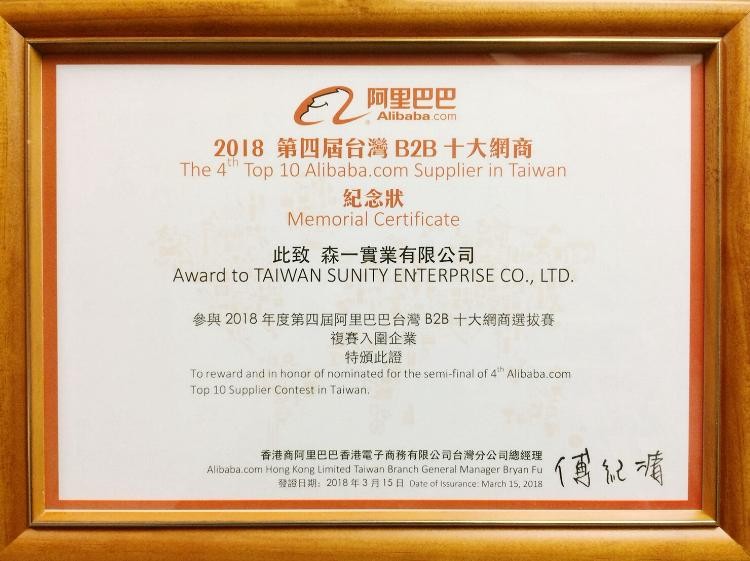 阿里巴巴
Alibaba.com
2018 第四屆台灣 B2B 十大網商
The 4th Top 10 Alibaba.com Supplier in Taiwan
紀念狀
Memorial Certificate
此致 森一實業有限公司
Award to TAIWAN SUNITY ENTERPRISE CO., LTD.
參與 2018 年度第四屆阿里巴巴台灣 B2B 十大網商選拔賽
複賽入圍企業
特頒此證
To reward and in honor of nominated for the semi-final of 4th Alibaba.com
Top 10 Supplier Contest in Taiwan.
香港商阿里巴巴香港電子商務有限公司台灣分公司總經理
Alibaba.com Hong Kong Limited Taiwan Branch General Manager Bryan Fu
發證日期: 2018 年 3 月 15 日 Date of Issurance: March 15, 2018
傅紀清